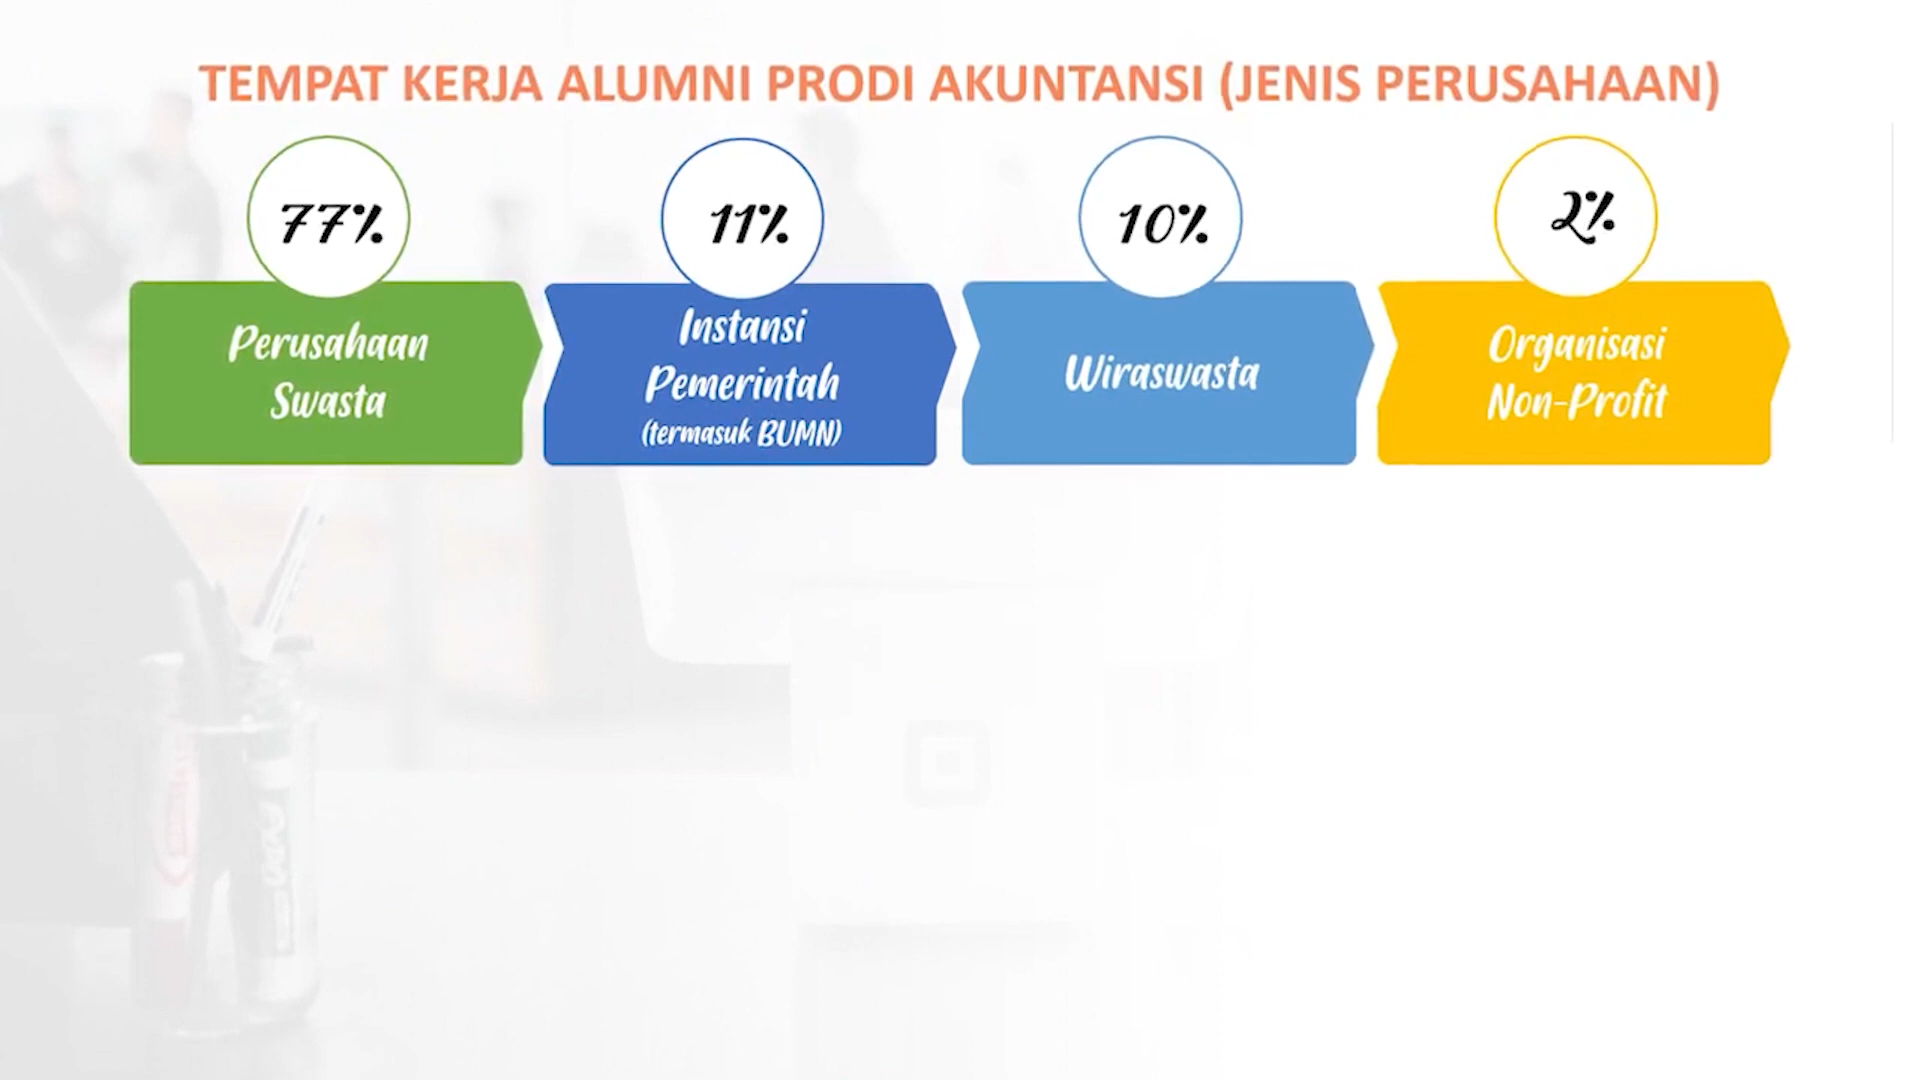 TEMPAT KERJA ALUMNI PRODI AKUNTANSI (JENIS PERUSAHAAN)
77%
Perusahaan
Swasta
11%
Instansi
Pemerintah
(termasuk BUMN)
10%
Wiraswasta
2%
Organisasi
Non-Profit